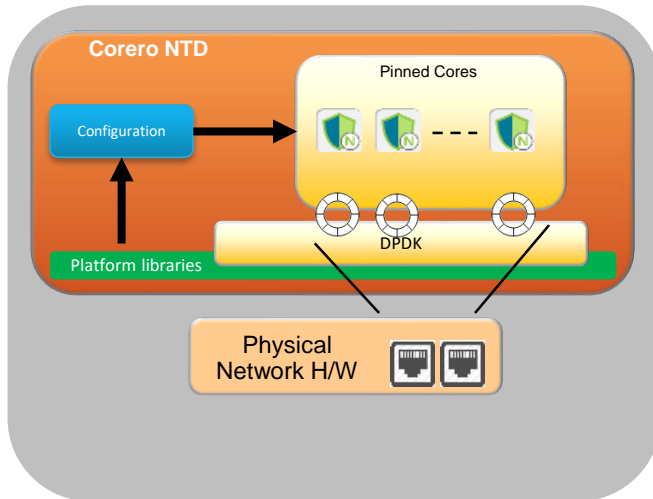 Corero NTD
Pinned Cores
Configuration
N
N
N
DPDK
Platform libraries
Physical
Network H/W